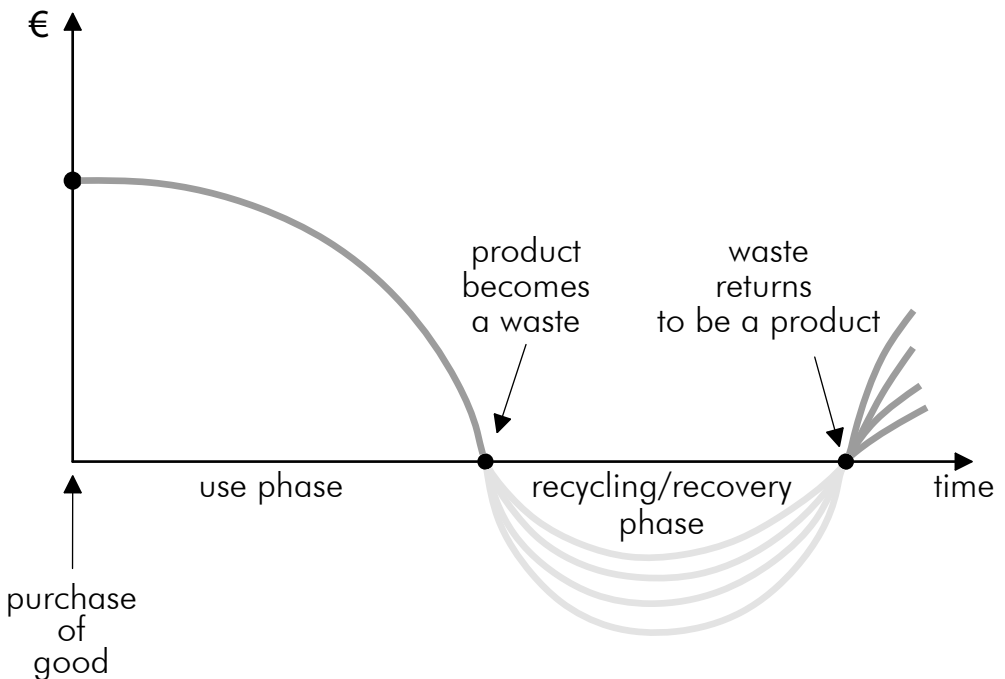 €
product
becomes
a waste
waste
returns
to be a product
use phase
recycling/recovery
phase
time
purchase
of
good